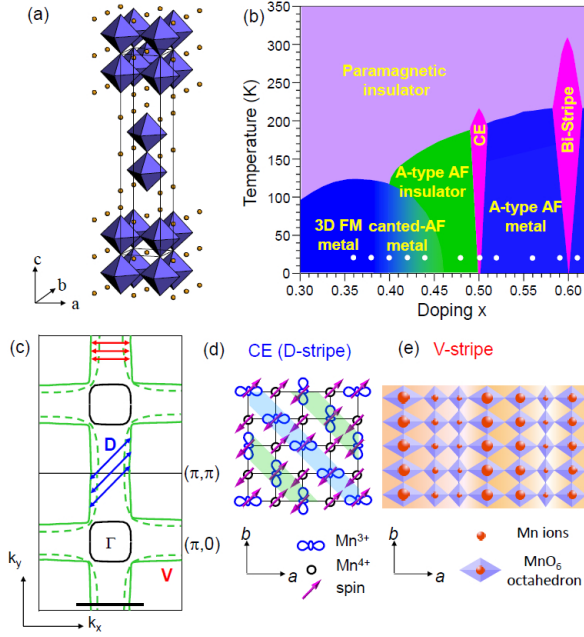 (a)
c
b
a
(b)
Temperature (K)
350
300
250
200
150
100
50
0
Paramagnetic
insulator
A-type AF
insulator
CE
BI-Stripe
3D FM
metal
canted-AF
metal
A-type AF
metal
0.30
0.35
0.40
0.45
0.50
0.55
0.60
Doping x
(c)
D
(π,π)
Γ
(π,0)
V
ky
kx
(d)
CE (D-stripe)
b
a
Mn3+
Mn4+
spin
(e)
V-stripe
b
a
Mn ions
MnO6
octahedron